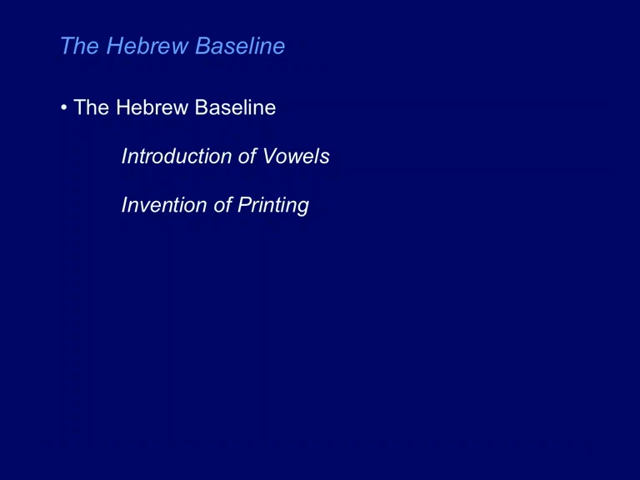 The Hebrew Baseline
• The Hebrew Baseline
Introduction of Vowels
Invention of Printing